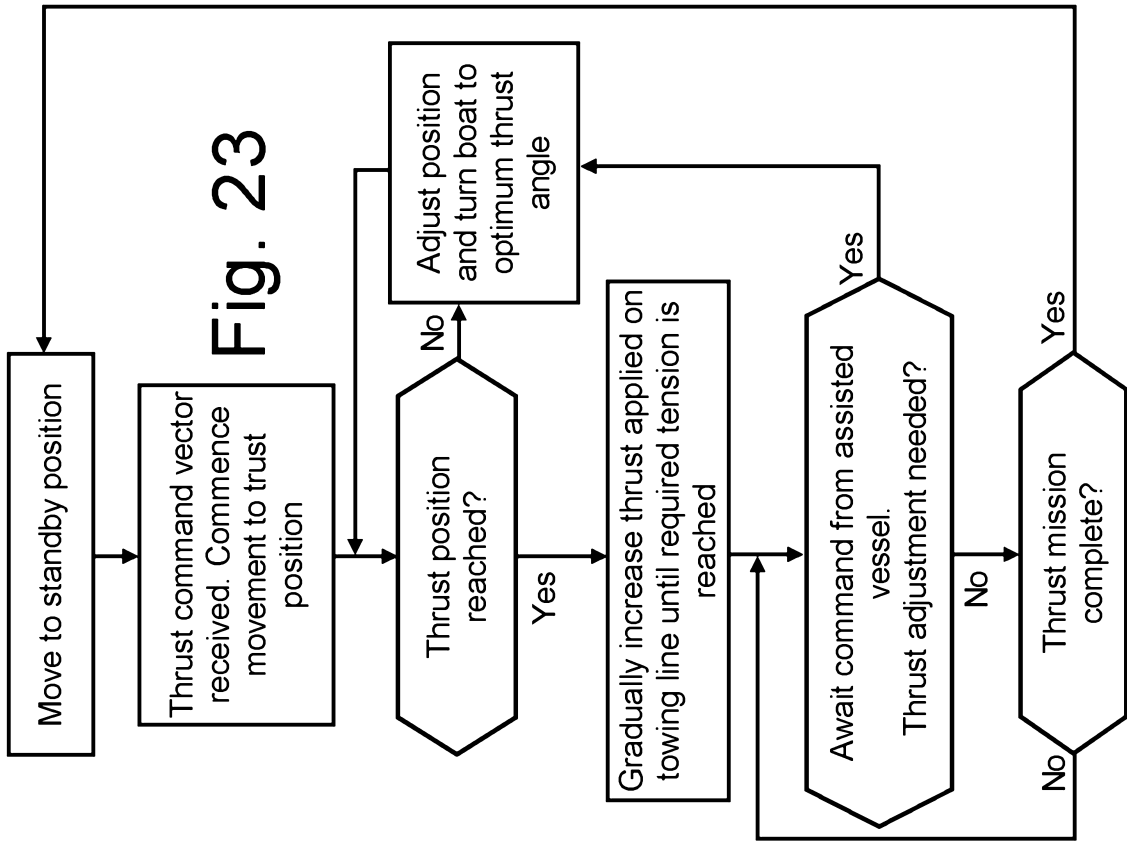 Fig. 23
Move to standby position
Thrust command vector
received. Commence
movement to trust
position
Thrust position
reached?
No
Yes
Adjust position
and turn boat to
optimum thrust
angle
Gradually increase thrust applied on
towing line until required tension is
reached
Await command from assisted
vessel.
Thrust adjustment needed?
Yes
No
Thrust mission
complete?
No
Yes